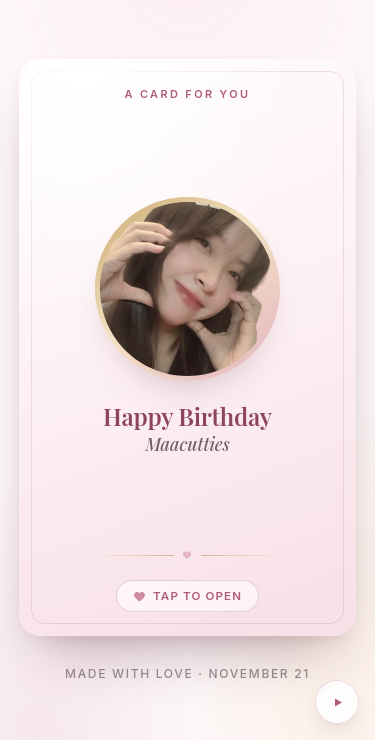 A CARD FOR YOU
Happy Birthday
Maacutties
TAP TO OPEN
MADE WITH LOVE · NOVEMBER 21